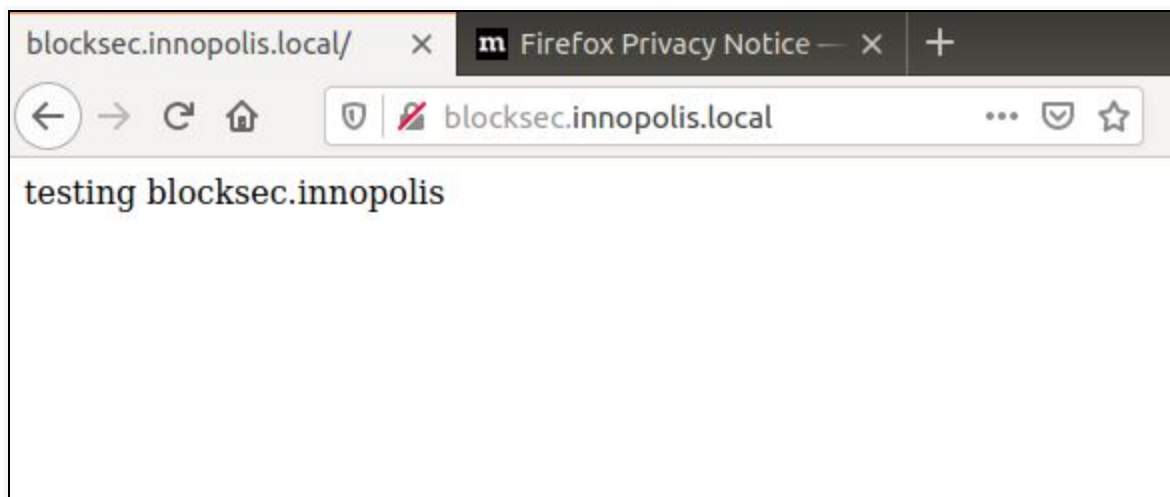 blocksec.innopolis.local/
m Firefox Privacy Notice —
blocksec.innopolis.local
testing blocksec.innopolis